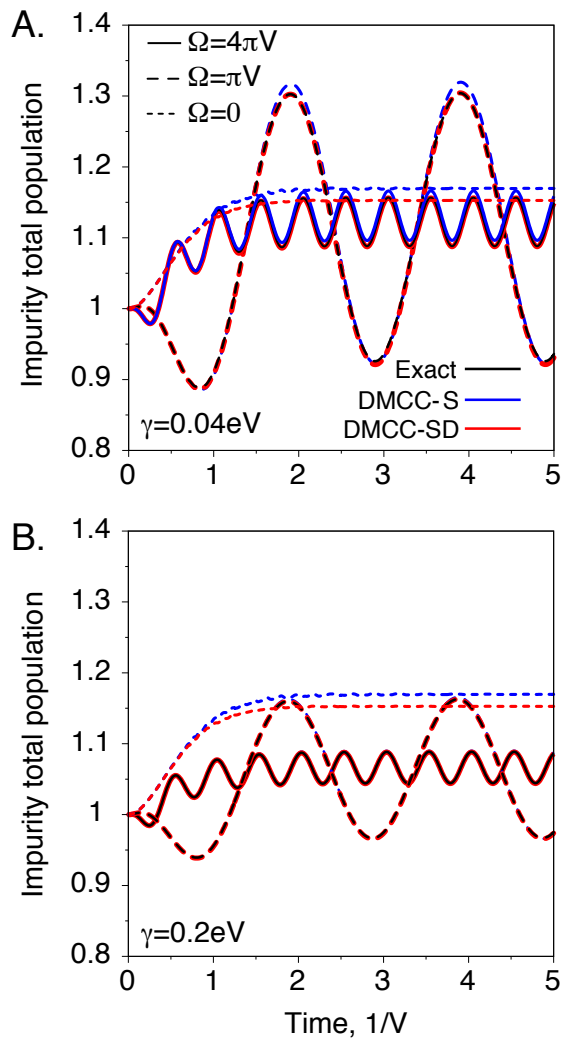 A.
1.4
1.3
1.2
1.1
1
0.9
0.8
Impurity total population
Ω=4πV
Ω=πV
Ω=0
Exact
DMCC-S
DMCC-SD
γ=0.04eV
0 1 2 3 4 5
B.
1.4
1.3
1.2
1.1
1
0.9
0.8
Impurity total population
γ=0.2eV
0 1 2 3 4 5
Time, 1/V